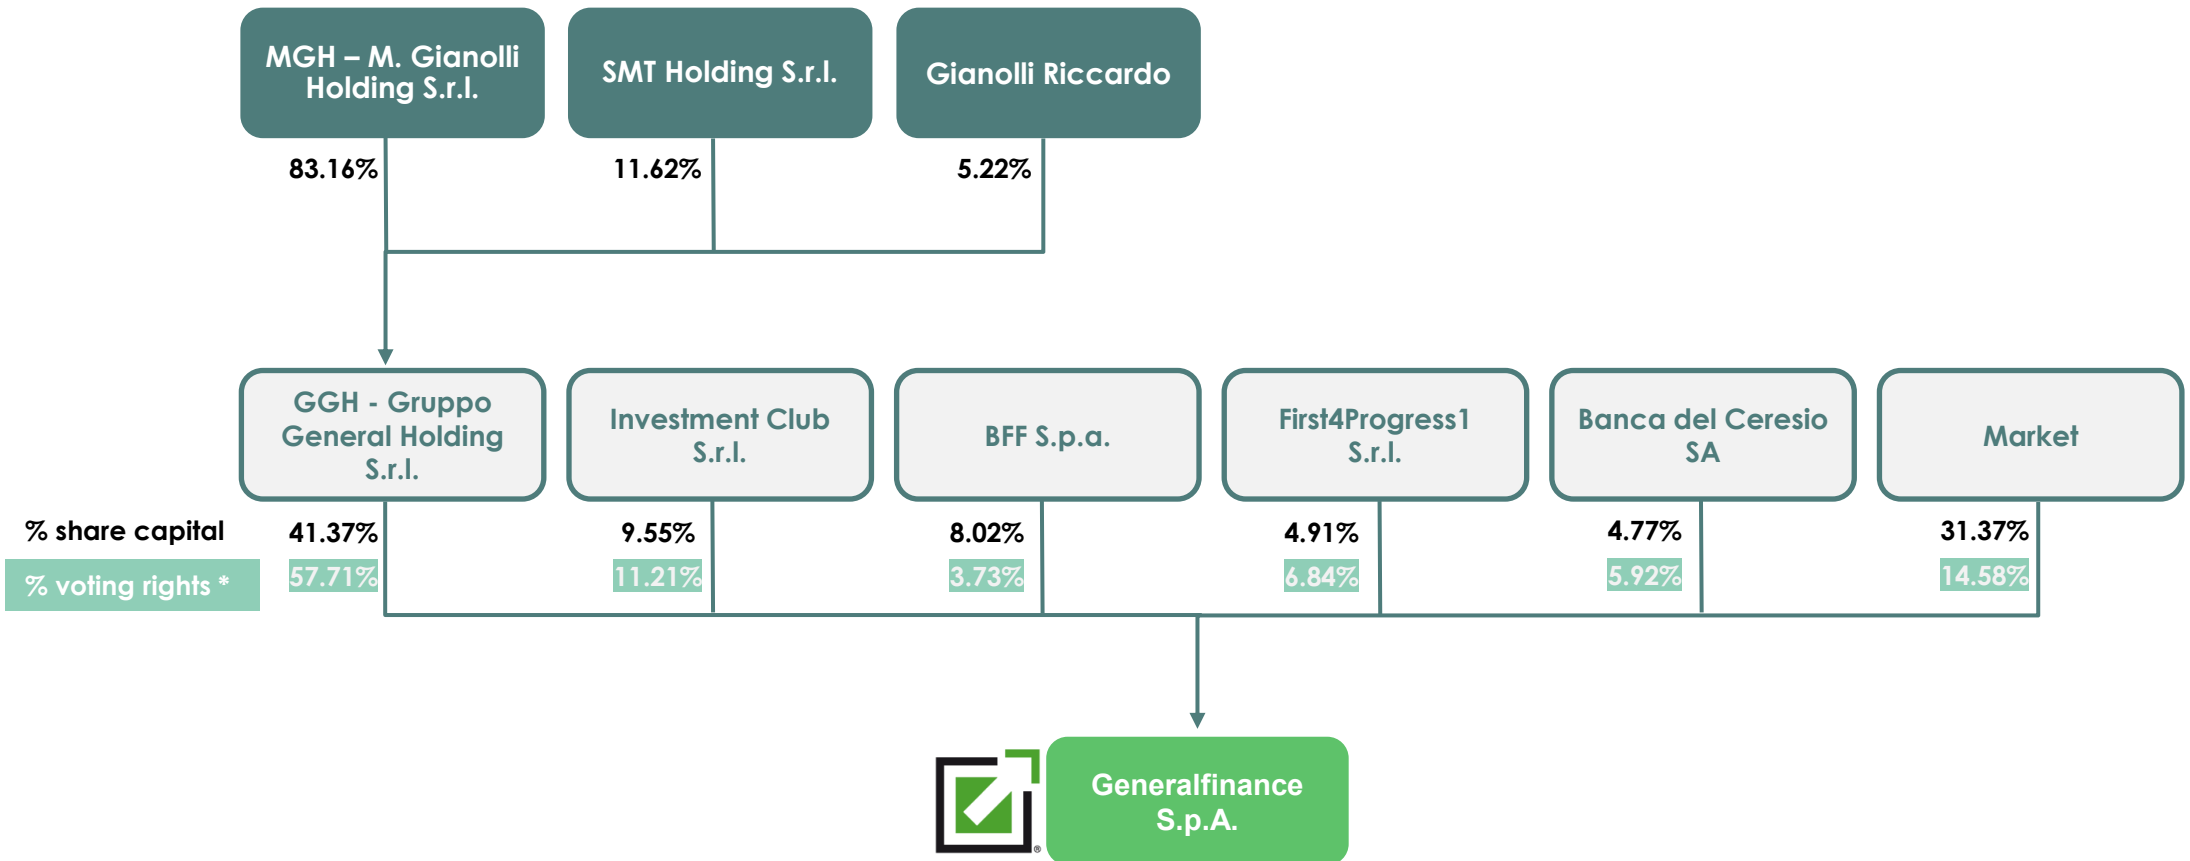 MGH – M. Gianolli
Holding S.r.l.
SMT Holding S.r.l.
Gianolli Riccardo
83.16%
11.62%
5.22%
GGH - Gruppo
General Holding
S.r.l.
Investment Club
S.r.l.
BFF S.p.a.
First4Progress1
S.r.l.
Banca del Ceresio
SA
Market
% share capital
41.37%
9.55%
8.02%
4.91%
4.77%
31.37%
% voting rights *
57.71%
11.21%
3.73%
6.84%
5.92%
14.58%
Generalfinance
S.p.A.
®